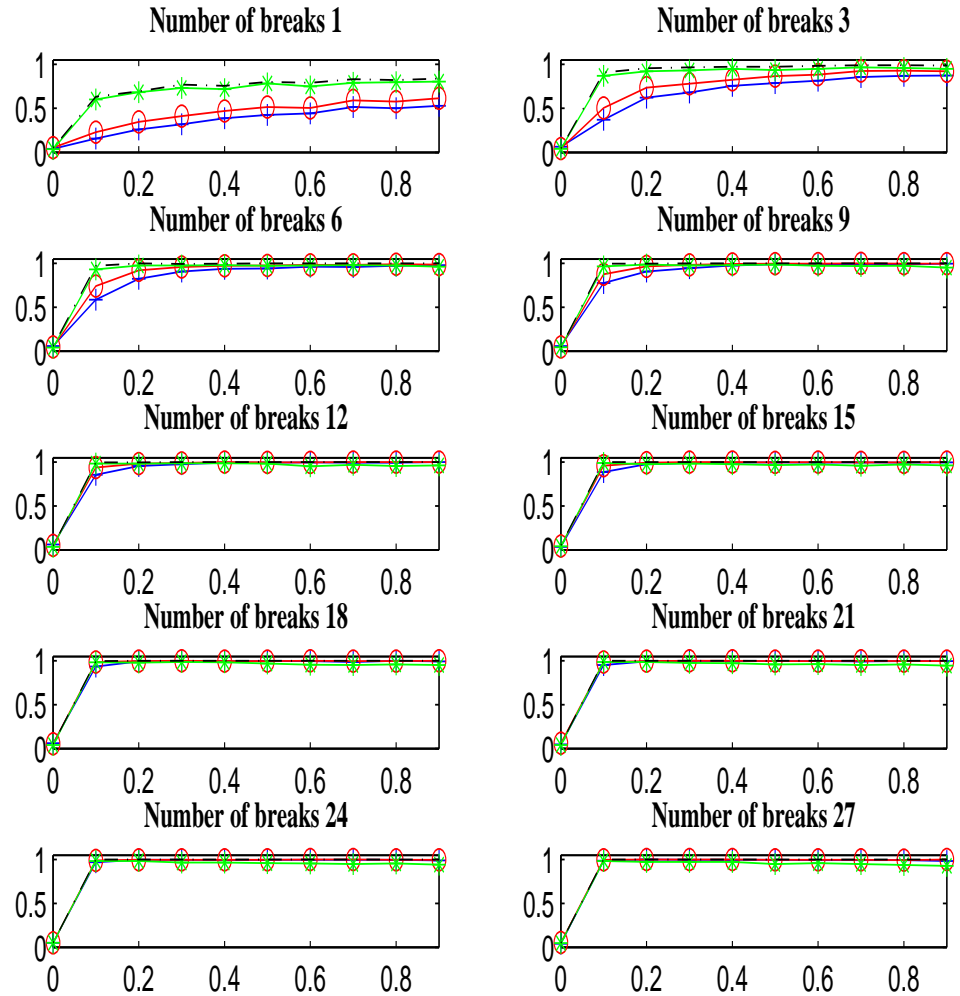 Number of breaks 1
1
0.5
0
0 0.2 0.4 0.6 0.8
Number of breaks 3
1
0.5
0
0 0.2 0.4 0.6 0.8
Number of breaks 6
1
0.5
0
0 0.2 0.4 0.6 0.8
Number of breaks 9
1
0.5
0
0 0.2 0.4 0.6 0.8
Number of breaks 12
1
0.5
0
0 0.2 0.4 0.6 0.8
Number of breaks 15
1
0.5
0
0 0.2 0.4 0.6 0.8
Number of breaks 18
1
0.5
0
0 0.2 0.4 0.6 0.8
Number of breaks 21
1
0.5
0
0 0.2 0.4 0.6 0.8
Number of breaks 24
1
0.5
0
0 0.2 0.4 0.6 0.8
Number of breaks 27
1
0.5
0
0 0.2 0.4 0.6 0.8